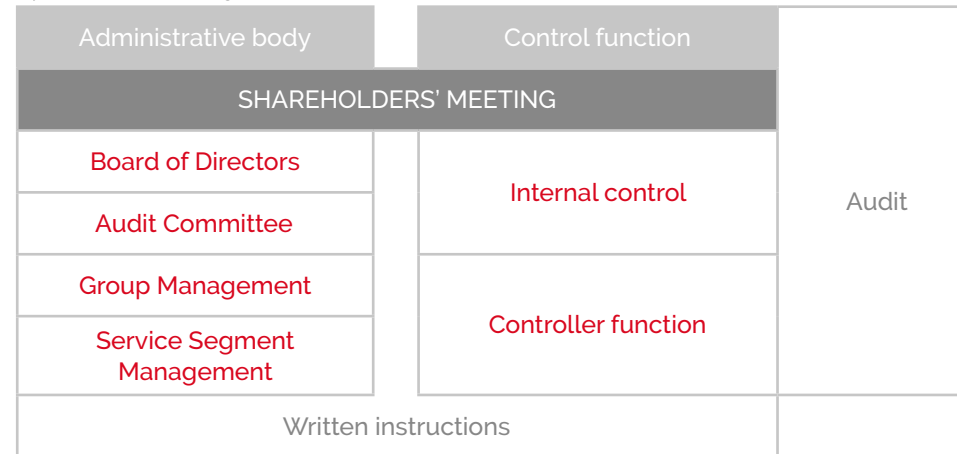 Administrative body
Control function
SHAREHOLDERS’ MEETING
Board of Directors
Internal control
Audit
Audit Committee
Group Management
Controller function
Service Segment
Management
Written instructions